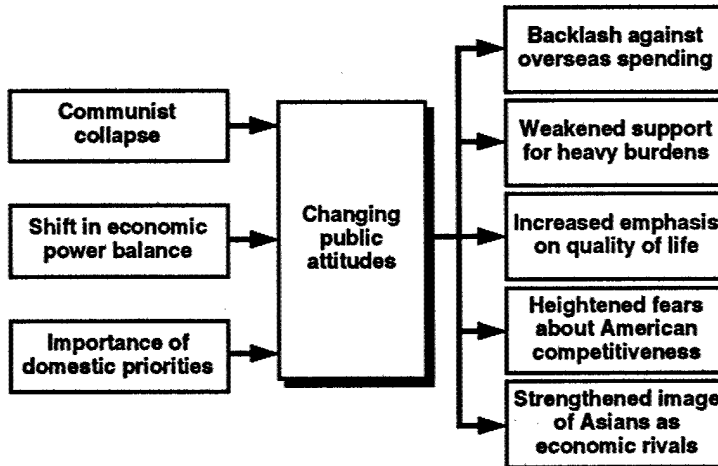 Communist
collapse
Shift in economic
power balance
Importance of
domestic priorities
Changing
public
attitudes
Backlash against
overseas spending
Weakened support
for heavy burdens
Increased emphasis
on quality of life
Heightened fears
about American
competitiveness
Strengthened image
of Asians as
economic rivals